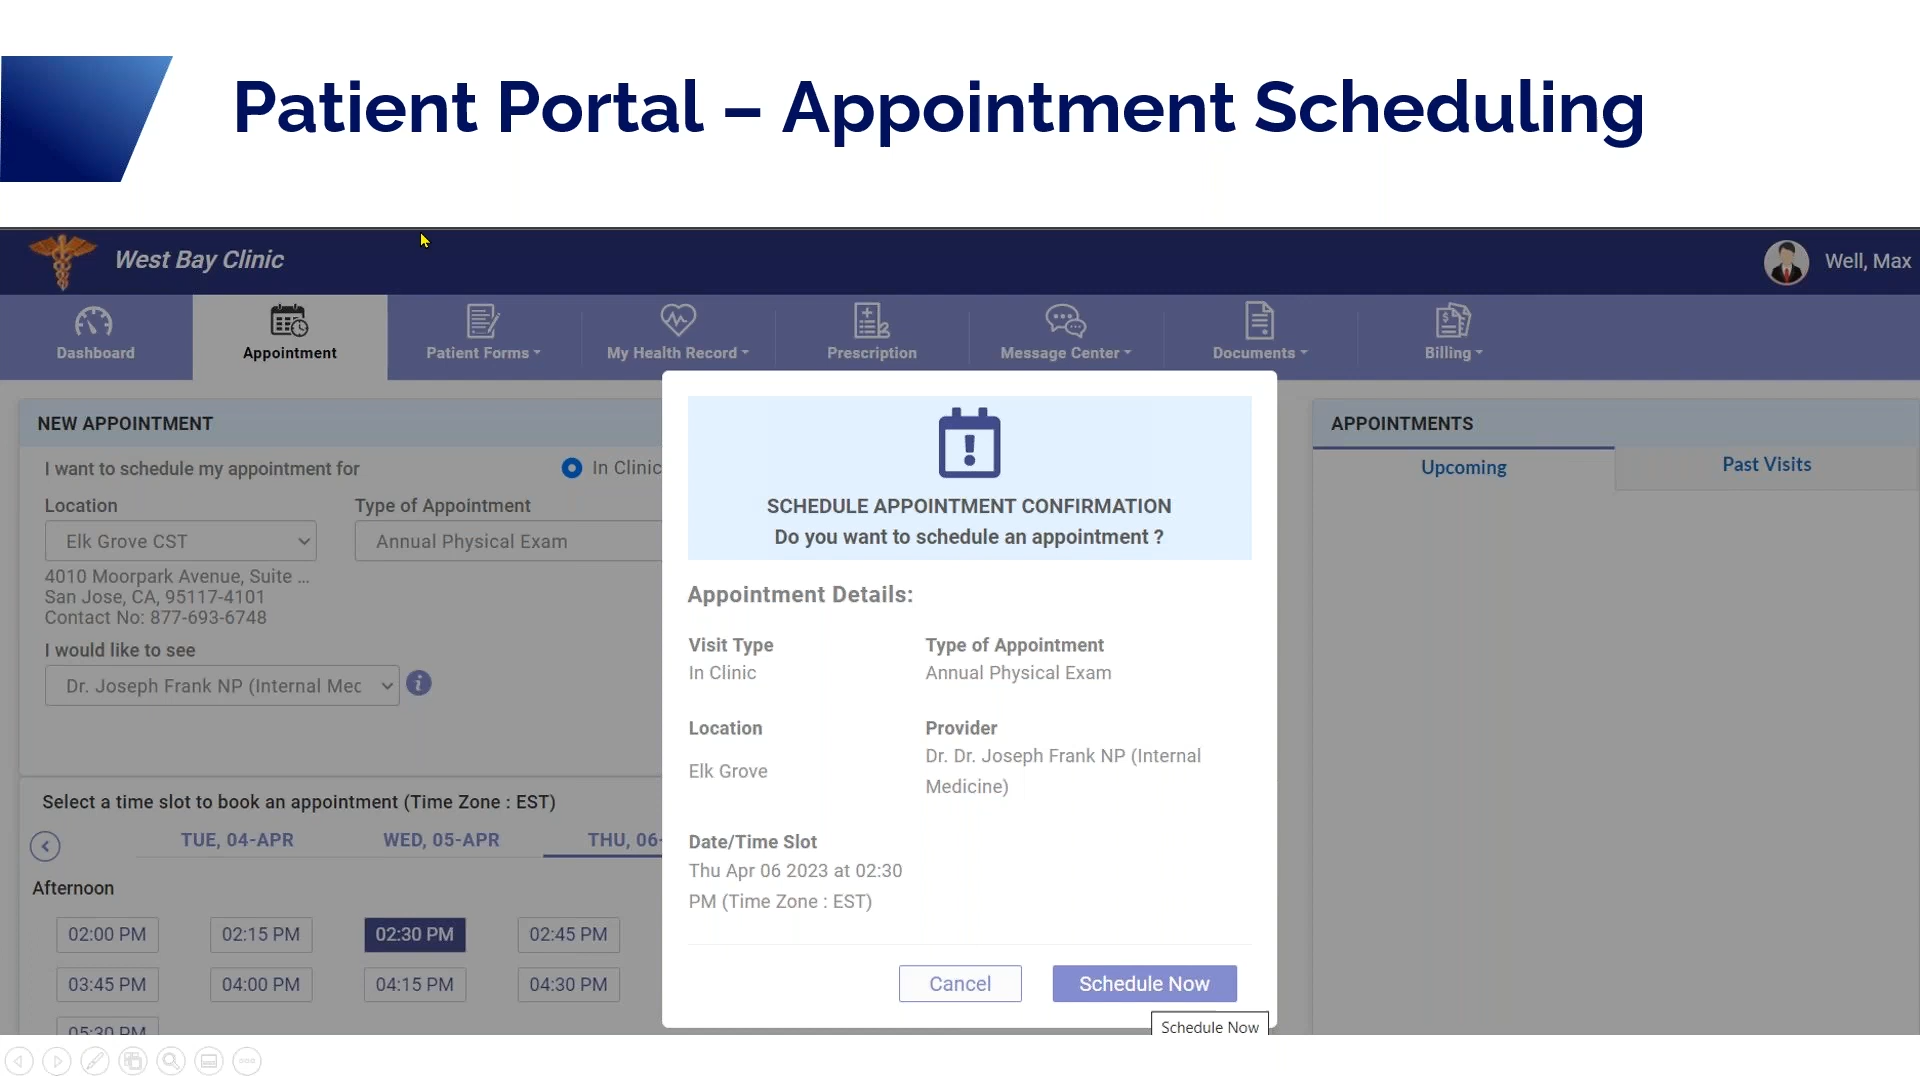 Patient Portal – Appointment Scheduling
West Bay Clinic
Well, Max
Dashboard
Appointment
Patient Forms
My Health Record
Prescription
Message Center
Documents
Billing
NEW APPOINTMENT
I want to schedule my appointment for
In Clinic
Location
Type of Appointment
Elk Grove CST
Annual Physical Exam
4010 Moorpark Avenue, Suite ...
San Jose, CA, 95117-4101
Contact No: 877-693-6748
I would like to see
Dr. Joseph Frank NP (Internal Mec
Select a time slot to book an appointment (Time Zone : EST)
TUE, 04-APR
WED, 05-APR
THU, 06-
Afternoon
02:00 PM
02:15 PM
02:30 PM
02:45 PM
03:45 PM
04:00 PM
04:15 PM
04:30 PM
05:30 PM
SCHEDULE APPOINTMENT CONFIRMATION
Do you want to schedule an appointment ?
Appointment Details:
Visit Type
In Clinic
Type of Appointment
Annual Physical Exam
Location
Elk Grove
Provider
Dr. Dr. Joseph Frank NP (Internal
Medicine)
Date/Time Slot
Thu Apr 06 2023 at 02:30
PM (Time Zone : EST)
Cancel
Schedule Now
Schedule Now
APPOINTMENTS
Upcoming
Past Visits